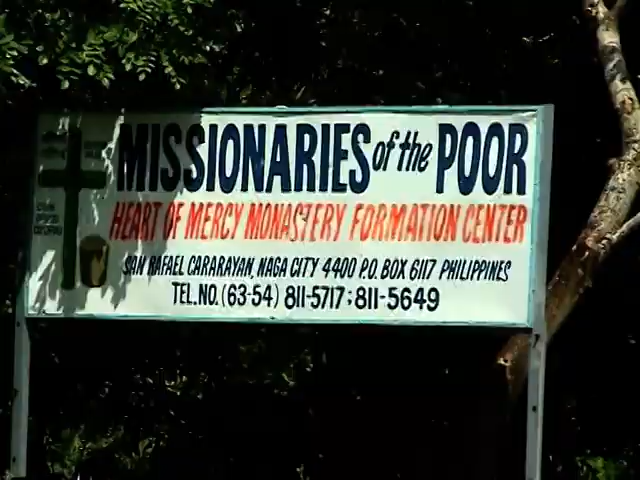 MISSIONARIES of the POOR
HEART OF MERCY MONASTERY FORMATION CENTER
SAN RAFAEL CARARAYAN, NAGA CITY 4400 P.O. BOX 6117 PHILIPPINES
TEL.NO.(63-54) 811-5717;811-5649